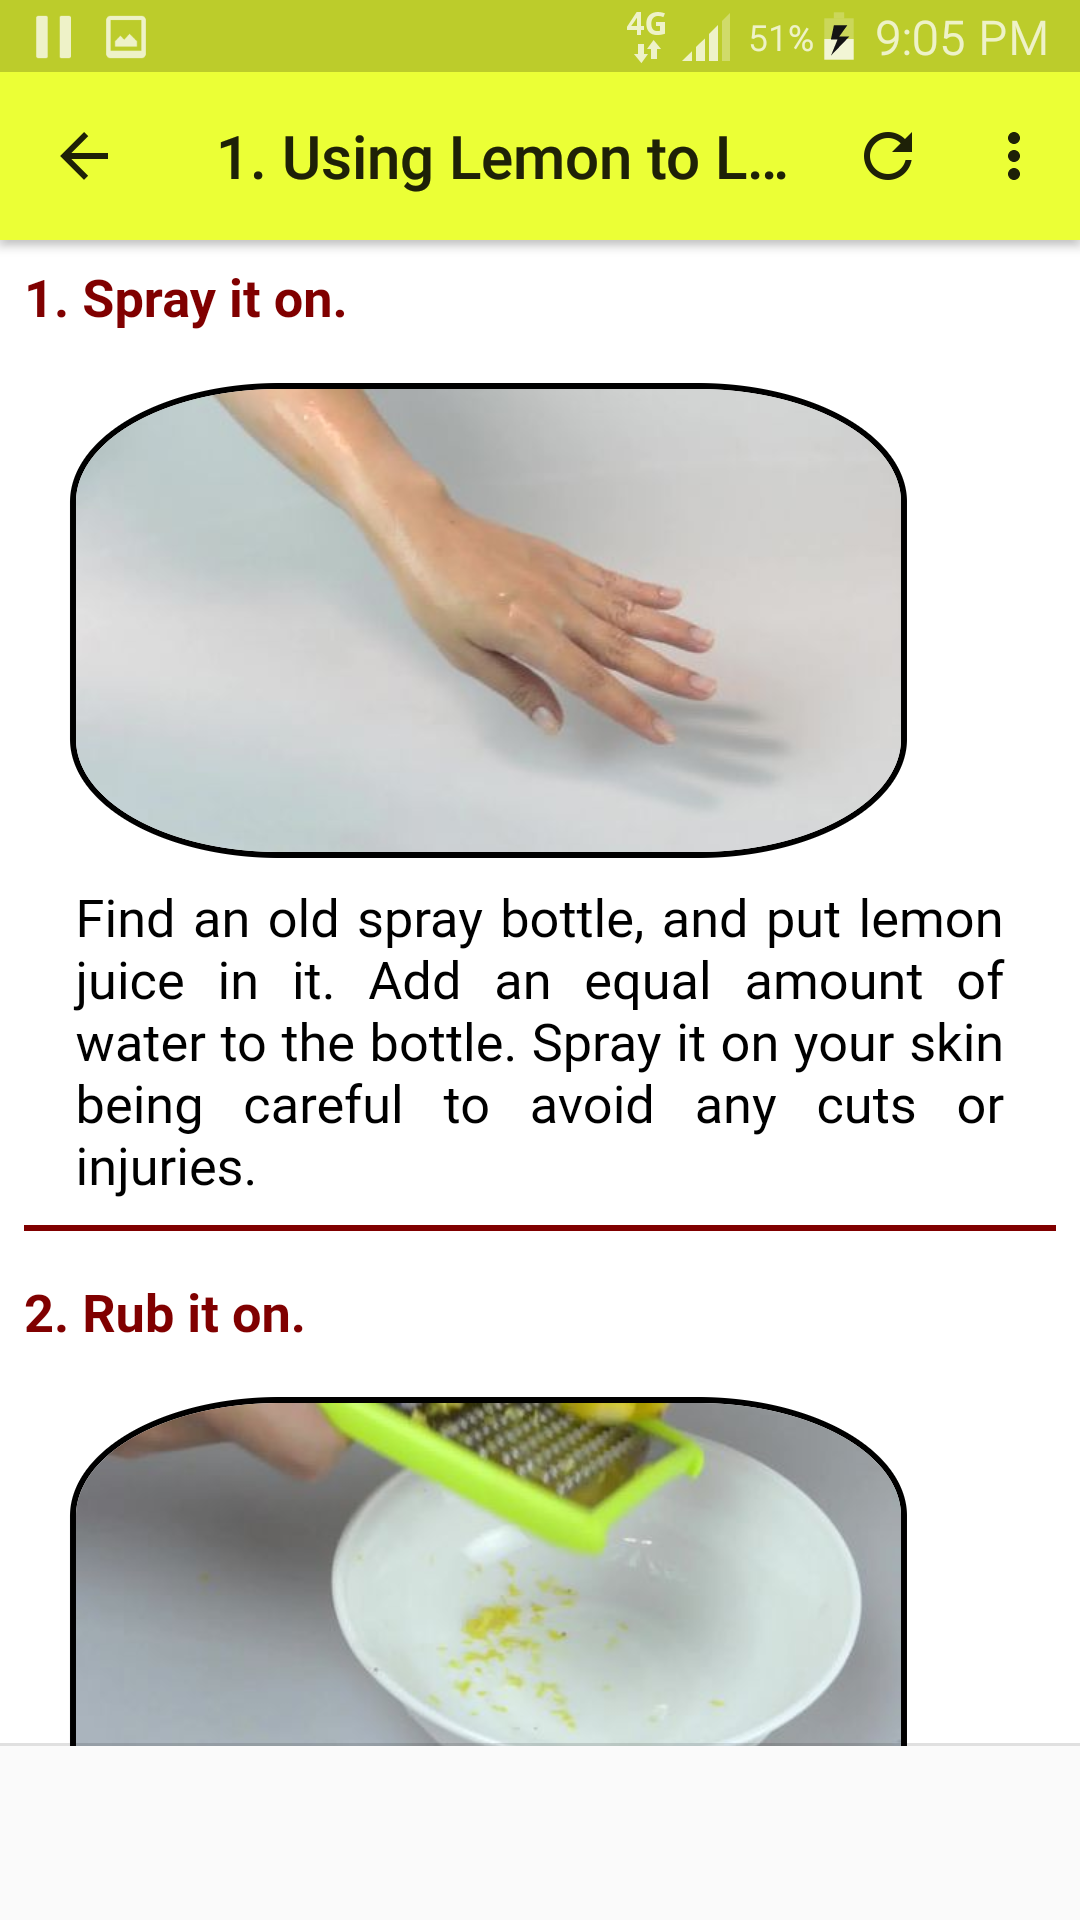 4G 51% 9:05 PM
1. Using Lemon to L...
1. Spray it on.
Find an old spray bottle, and put lemon
juice in it. Add an equal amount of
water to the bottle. Spray it on your skin
being careful to avoid any cuts or
injuries.
2. Rub it on.